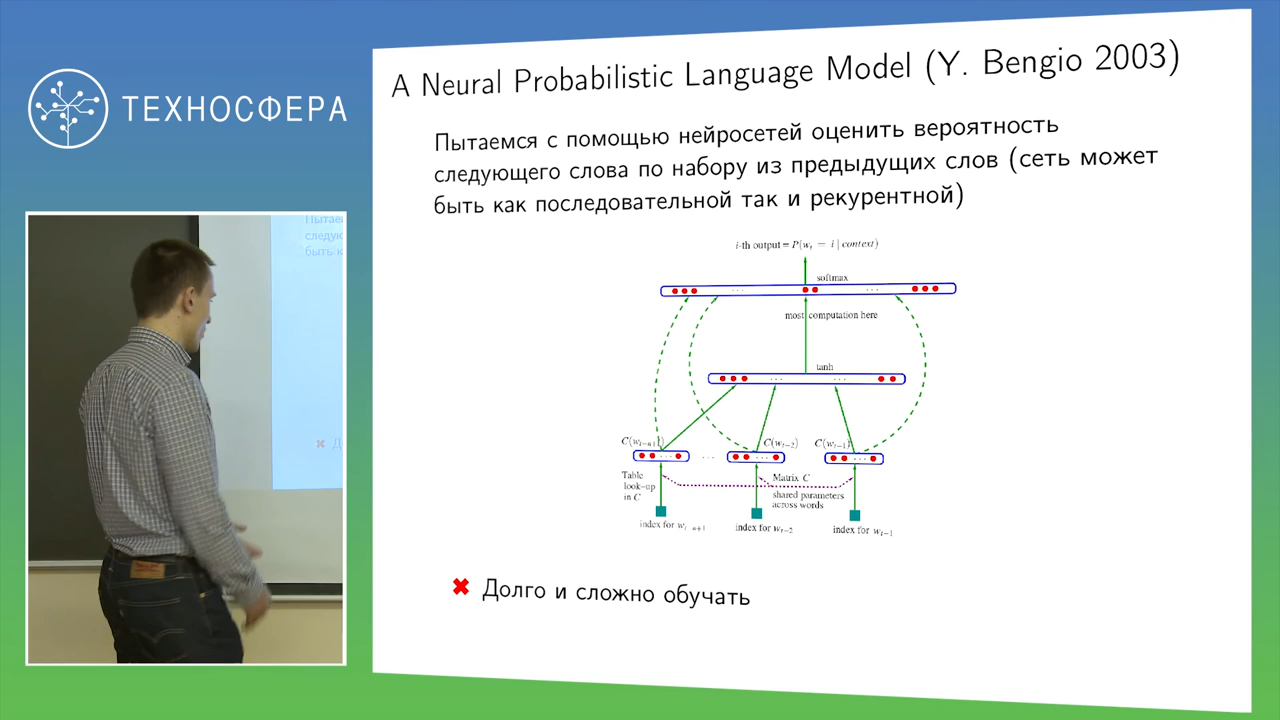 ТЕХНОСФЕРА
A Neural Probabilistic Language Model (Y. Bengio 2003)
Пытаемся с помощью нейросетей оценить вероятность
следующего слова по набору из предыдущих слов (сеть может
быть как последовательной так и рекурентной)
i-th output = P(w_t = i | context)
softmax
... ...
most computation here
tanh
... ...
C(w_{t-n+1}) C(w_{t-2}) C(w_{t-1})
...
Table
look-up
in C
Matrix C
shared parameters
across words
index for w_{t-n+1} index for w_{t-2} index for w_{t-1}
✖ Долго и сложно обучать
Пытаем
следую
быть к
✖ Д